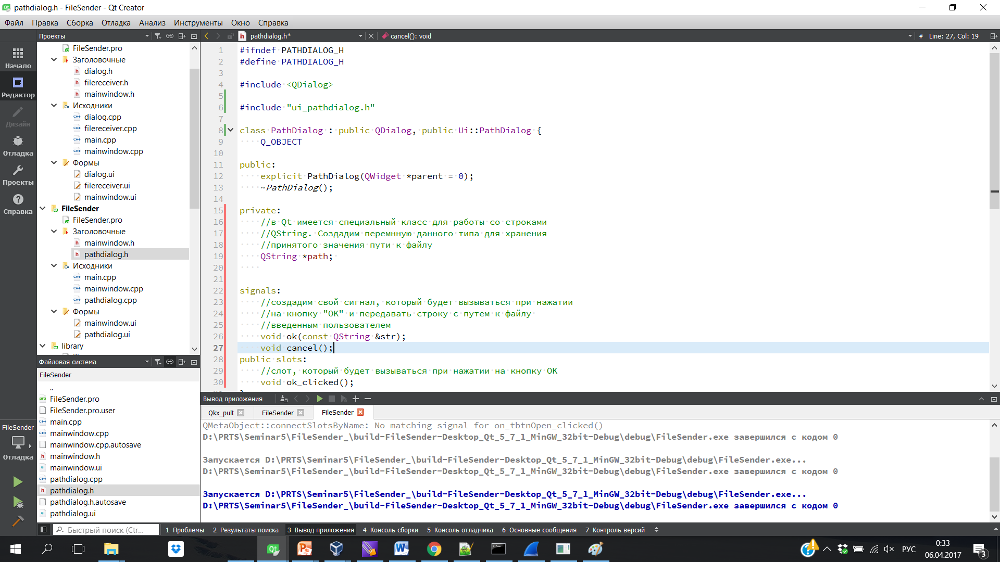 pathdialog.h - FileSender - Qt Creator
Файл Правка Сборка Отладка Анализ Инструменты Окно Справка
Проекты
pathdialog.h*
cancel(): void
# Line: 27, Col: 19
Начало
Редактор
Дизайн
Отладка
Проекты
Справка
FileSender.pro
Заголовочные
dialog.h
filereceiver.h
mainwindow.h
Исходники
dialog.cpp
filereceiver.cpp
main.cpp
mainwindow.cpp
Формы
dialog.ui
filereceiver.ui
mainwindow.ui
FileSender
FileSender.pro
Заголовочные
mainwindow.h
pathdialog.h
Исходники
main.cpp
mainwindow.cpp
pathdialog.cpp
Формы
mainwindow.ui
pathdialog.ui
library
1 #ifndef PATHDIALOG_H
2 #define PATHDIALOG_H
3
4 #include <QDialog>
5
6 #include "ui_pathdialog.h"
7
8 class PathDialog : public QDialog, public Ui::PathDialog {
9 Q_OBJECT
10
11 public:
12 explicit PathDialog(QWidget *parent = 0);
13 ~PathDialog();
14
15 private:
16 //в Qt имеется специальный класс для работы со строками
17 //QString. Создадим перемнную данного типа для хранения
18 //принятого значения пути к файлу
19 QString *path;
20
21
22 signals:
23 //создадим свой сигнал, который будет вызываться при нажатии
24 //на кнопку "OK" и передавать строку с путем к файлу
25 //введенным пользователем
26 void ok(const QString &str);
27 void cancel();
28 public slots:
29 //слот, который будет вызываться при нажатии на кнопку OK
30 void ok_clicked();
Файловая система
FileSender
..
FileSender.pro
FileSender.pro.user
main.cpp
mainwindow.cpp
mainwindow.cpp.autosave
mainwindow.h
mainwindow.ui
pathdialog.cpp
pathdialog.h
pathdialog.h.autosave
pathdialog.ui
FileSender
Отладка
Вывод приложения
Qkx_pult FileSender FileSender
QMetaObject::connectSlotsByName: No matching signal for on_tbtnOpen_clicked()
D:\PRTS\Seminar5\FileSender_\build-FileSender-Desktop_Qt_5_7_1_MinGW_32bit-Debug\debug\FileSender.exe завершился с кодом 0
Запускается D:\PRTS\Seminar5\FileSender_\build-FileSender-Desktop_Qt_5_7_1_MinGW_32bit-Debug\debug\FileSender.exe...
D:\PRTS\Seminar5\FileSender_\build-FileSender-Desktop_Qt_5_7_1_MinGW_32bit-Debug\debug\FileSender.exe завершился с кодом 0
Запускается D:\PRTS\Seminar5\FileSender_\build-FileSender-Desktop_Qt_5_7_1_MinGW_32bit-Debug\debug\FileSender.exe...
D:\PRTS\Seminar5\FileSender_\build-FileSender-Desktop_Qt_5_7_1_MinGW_32bit-Debug\debug\FileSender.exe завершился с кодом 0
Быстрый поиск (Ctr...
1 Проблемы 2 Результаты поиска 3 Вывод приложения 4 Консоль сборки 5 Консоль отладчика 6 Основные сообщения 7 Контроль версий
РУС
0:33
06.04.2017
3